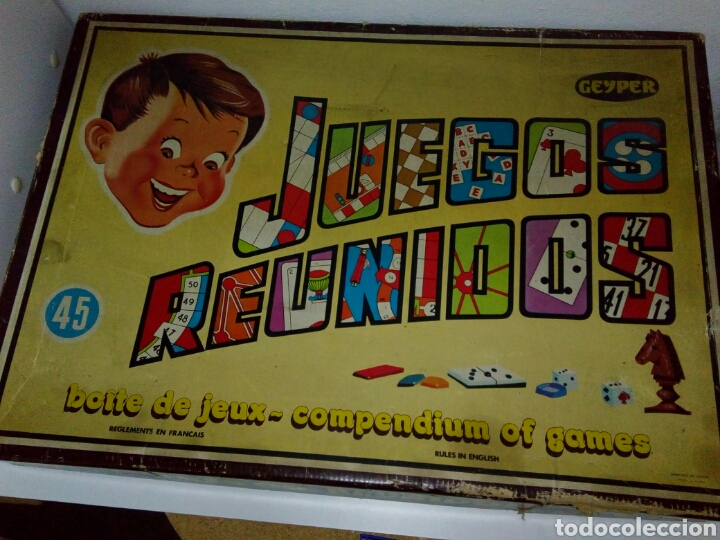 GEYPER
JUEGOS
REUNIDOS
45
boîte de jeux - compendium of games
REGLEMENTS EN FRANCAIS
RULES IN ENGLISH
todocoleccion